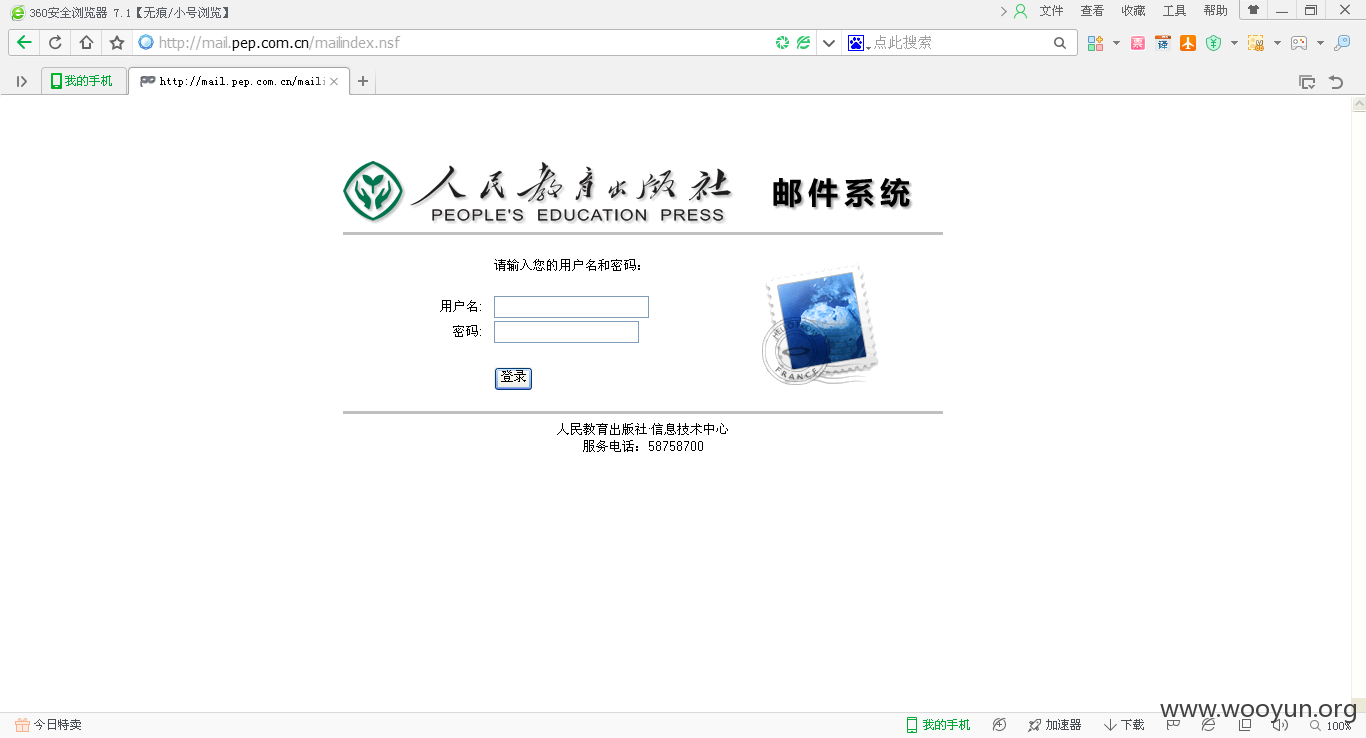 360安全浏览器 7.1【无痕/小号浏览】
文件 查看 收藏 工具 帮助
http://mail.pep.com.cn/mailindex.nsf
点此搜索
我的手机
http://mail.pep.com.cn/maili
人民教育出版社 邮件系统
PEOPLE'S EDUCATION PRESS
请输入您的用户名和密码：
用户名:
密码:
登录
FRANCE
人民教育出版社·信息技术中心
服务电话：58758700
www.wooyun.org
今日特卖
我的手机
加速器
下载
100%